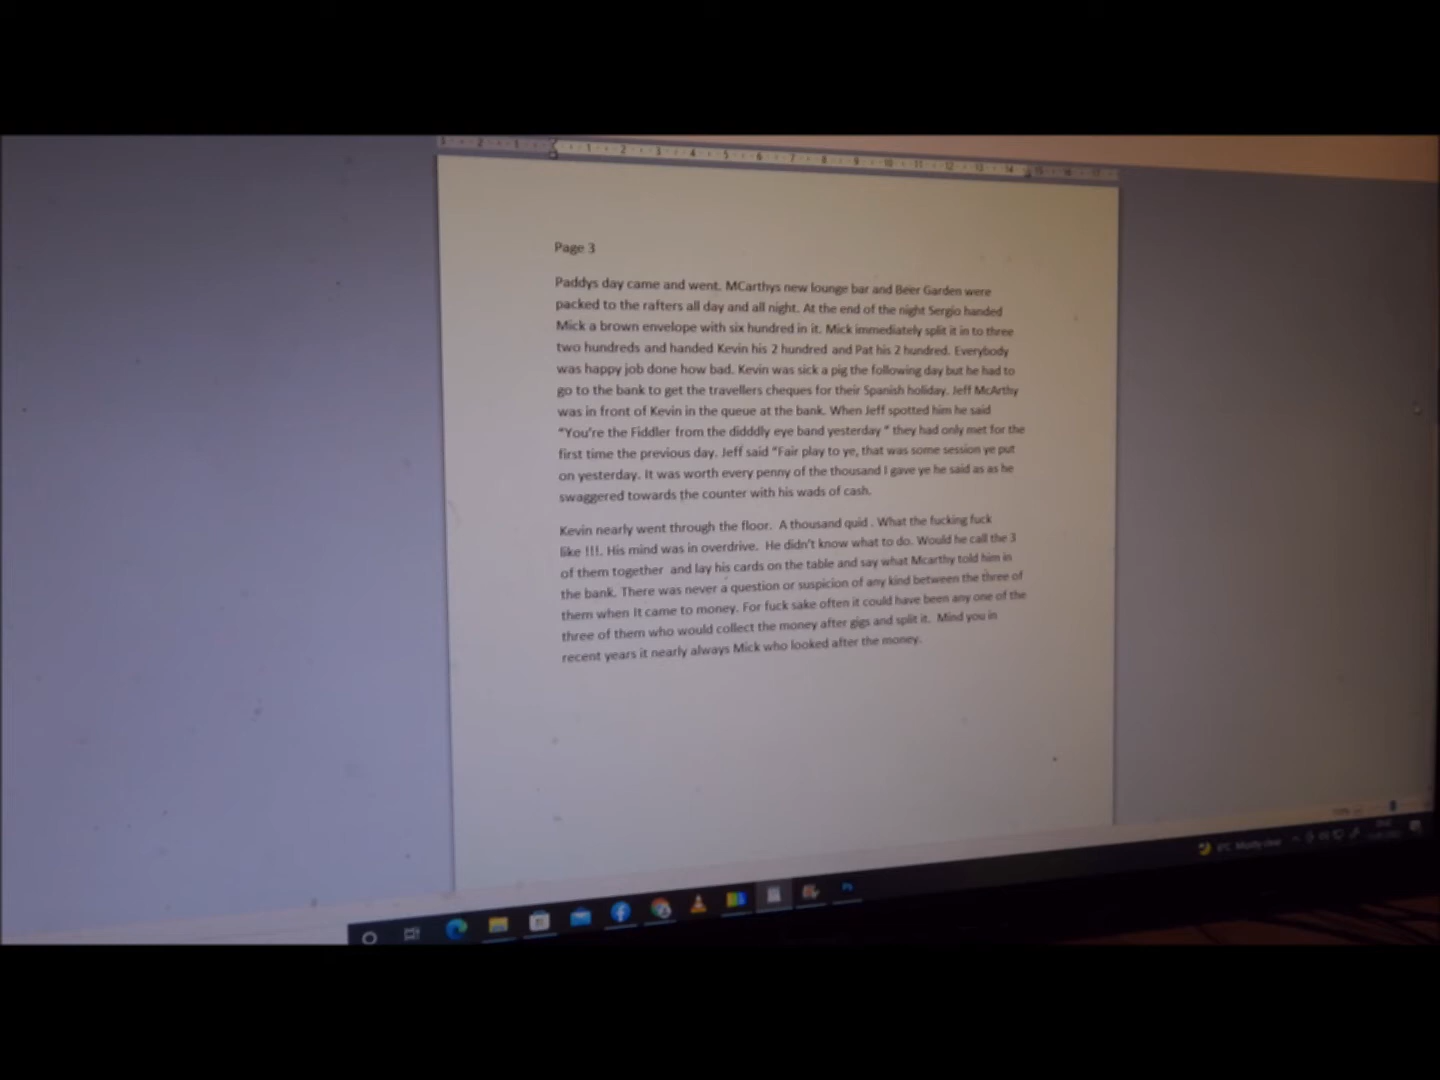 Page 3
Paddys day came and went. MCarthys new lounge bar and Beer Garden were
packed to the rafters all day and all night. At the end of the night Sergio handed
Mick a brown envelope with six hundred in it. Mick immediately split it in to three
two hundreds and handed Kevin his 2 hundred and Pat his 2 hundred. Everybody
was happy job done how bad. Kevin was sick a pig the following day but he had to
go to the bank to get the travellers cheques for their Spanish holiday. Jeff McArthy
was in front of Kevin in the queue at the bank. When Jeff spotted him he said
"You're the Fiddler from the didddly eye band yesterday " they had only met for the
first time the previous day. Jeff said "Fair play to ye, that was some session ye put
on yesterday. It was worth every penny of the thousand I gave ye he said as as he
swaggered towards the counter with his wads of cash.
Kevin nearly went through the floor. A thousand quid . What the fucking fuck
like !!!. His mind was in overdrive. He didn't know what to do. Would he call the 3
of them together and lay his cards on the table and say what Mcarthy told him in
the bank. There was never a question or suspicion of any kind between the three of
them when It came to money. For fuck sake often it could have been any one of the
three of them who would collect the money after gigs and split it. Mind you in
recent years it nearly always Mick who looked after the money.
Mostly clear